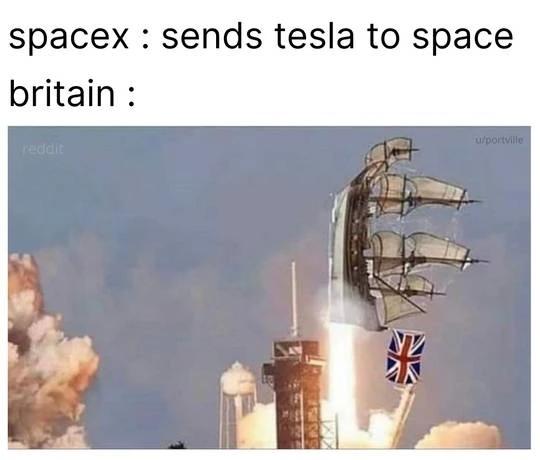 spacex : sends tesla to space
britain :
reddit
u/portville